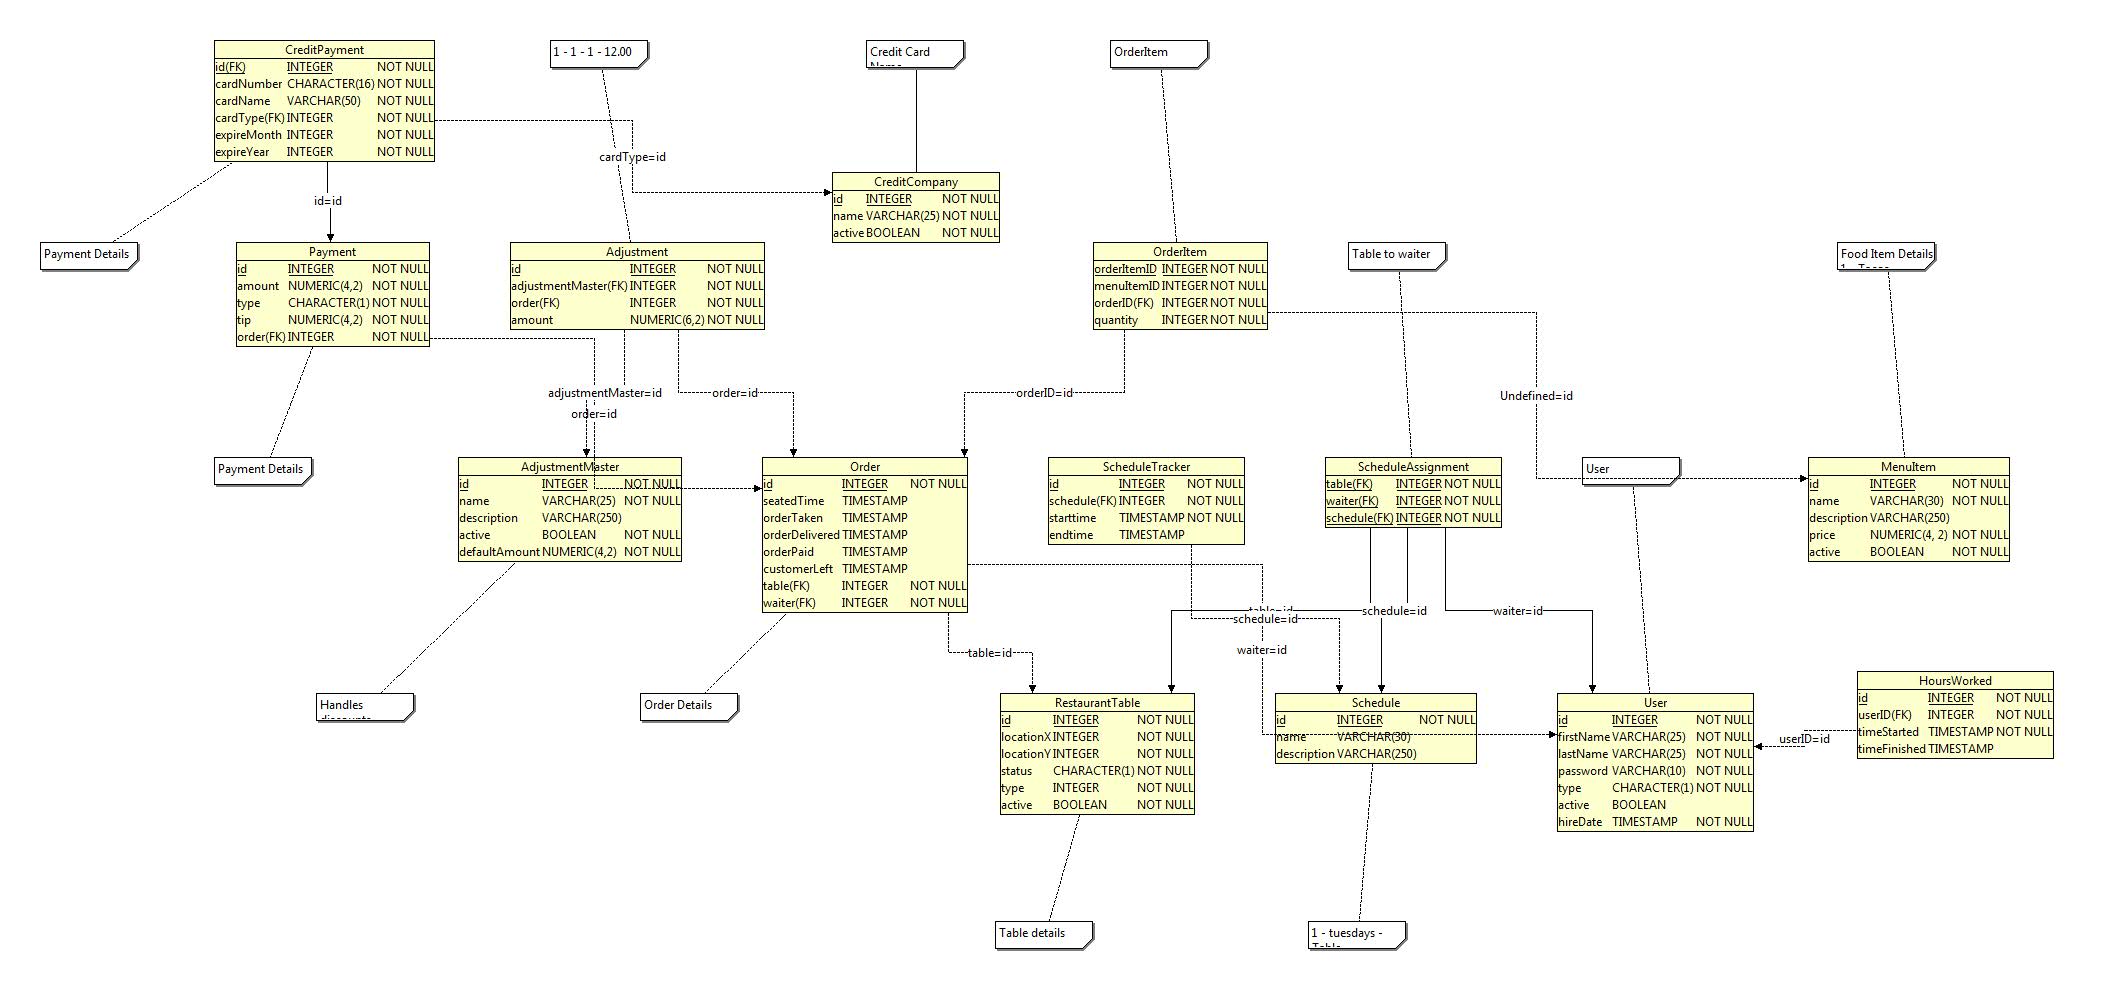 CreditPayment
id(FK) INTEGER NOT NULL
cardNumber CHARACTER(16) NOT NULL
cardName VARCHAR(50) NOT NULL
cardType(FK) INTEGER NOT NULL
expireMonth INTEGER NOT NULL
expireYear INTEGER NOT NULL
1 - 1 - 1 - 12.00
Credit Card
OrderItem
cardType=id
CreditCompany
id INTEGER NOT NULL
name VARCHAR(25) NOT NULL
active BOOLEAN NOT NULL
id=id
Payment Details
Payment
id INTEGER NOT NULL
amount NUMERIC(4,2) NOT NULL
type CHARACTER(1) NOT NULL
tip NUMERIC(4,2) NOT NULL
order(FK) INTEGER NOT NULL
Adjustment
id INTEGER NOT NULL
adjustmentMaster(FK) INTEGER NOT NULL
order(FK) INTEGER NOT NULL
amount NUMERIC(6,2) NOT NULL
OrderItem
orderItemID INTEGER NOT NULL
menuItemID INTEGER NOT NULL
orderID(FK) INTEGER NOT NULL
quantity INTEGER NOT NULL
Table to waiter
Food Item Details
adjustmentMaster=id
order=id
order=id
orderID=id
Undefined=id
Payment Details
AdjustmentMaster
id INTEGER NOT NULL
name VARCHAR(25) NOT NULL
description VARCHAR(250)
active BOOLEAN NOT NULL
defaultAmount NUMERIC(4,2) NOT NULL
Order
id INTEGER NOT NULL
seatedTime TIMESTAMP
orderTaken TIMESTAMP
orderDelivered TIMESTAMP
orderPaid TIMESTAMP
customerLeft TIMESTAMP
table(FK) INTEGER NOT NULL
waiter(FK) INTEGER NOT NULL
ScheduleTracker
id INTEGER NOT NULL
schedule(FK) INTEGER NOT NULL
starttime TIMESTAMP NOT NULL
endtime TIMESTAMP
ScheduleAssignment
table(FK) INTEGER NOT NULL
waiter(FK) INTEGER NOT NULL
schedule(FK) INTEGER NOT NULL
User
MenuItem
id INTEGER NOT NULL
name VARCHAR(30) NOT NULL
description VARCHAR(250)
price NUMERIC(4, 2) NOT NULL
active BOOLEAN NOT NULL
table=id
schedule=id
schedule=id
waiter=id
waiter=id
table=id
Handles
Order Details
RestaurantTable
id INTEGER NOT NULL
locationX INTEGER NOT NULL
locationY INTEGER NOT NULL
status CHARACTER(1) NOT NULL
type INTEGER NOT NULL
active BOOLEAN NOT NULL
Schedule
id INTEGER NOT NULL
name VARCHAR(30)
description VARCHAR(250)
User
id INTEGER NOT NULL
firstName VARCHAR(25) NOT NULL
lastName VARCHAR(25) NOT NULL
password VARCHAR(10) NOT NULL
type CHARACTER(1) NOT NULL
active BOOLEAN
hireDate TIMESTAMP NOT NULL
userID=id
HoursWorked
id INTEGER NOT NULL
userID(FK) INTEGER NOT NULL
timeStarted TIMESTAMP NOT NULL
timeFinished TIMESTAMP
Table details
1 - tuesdays -